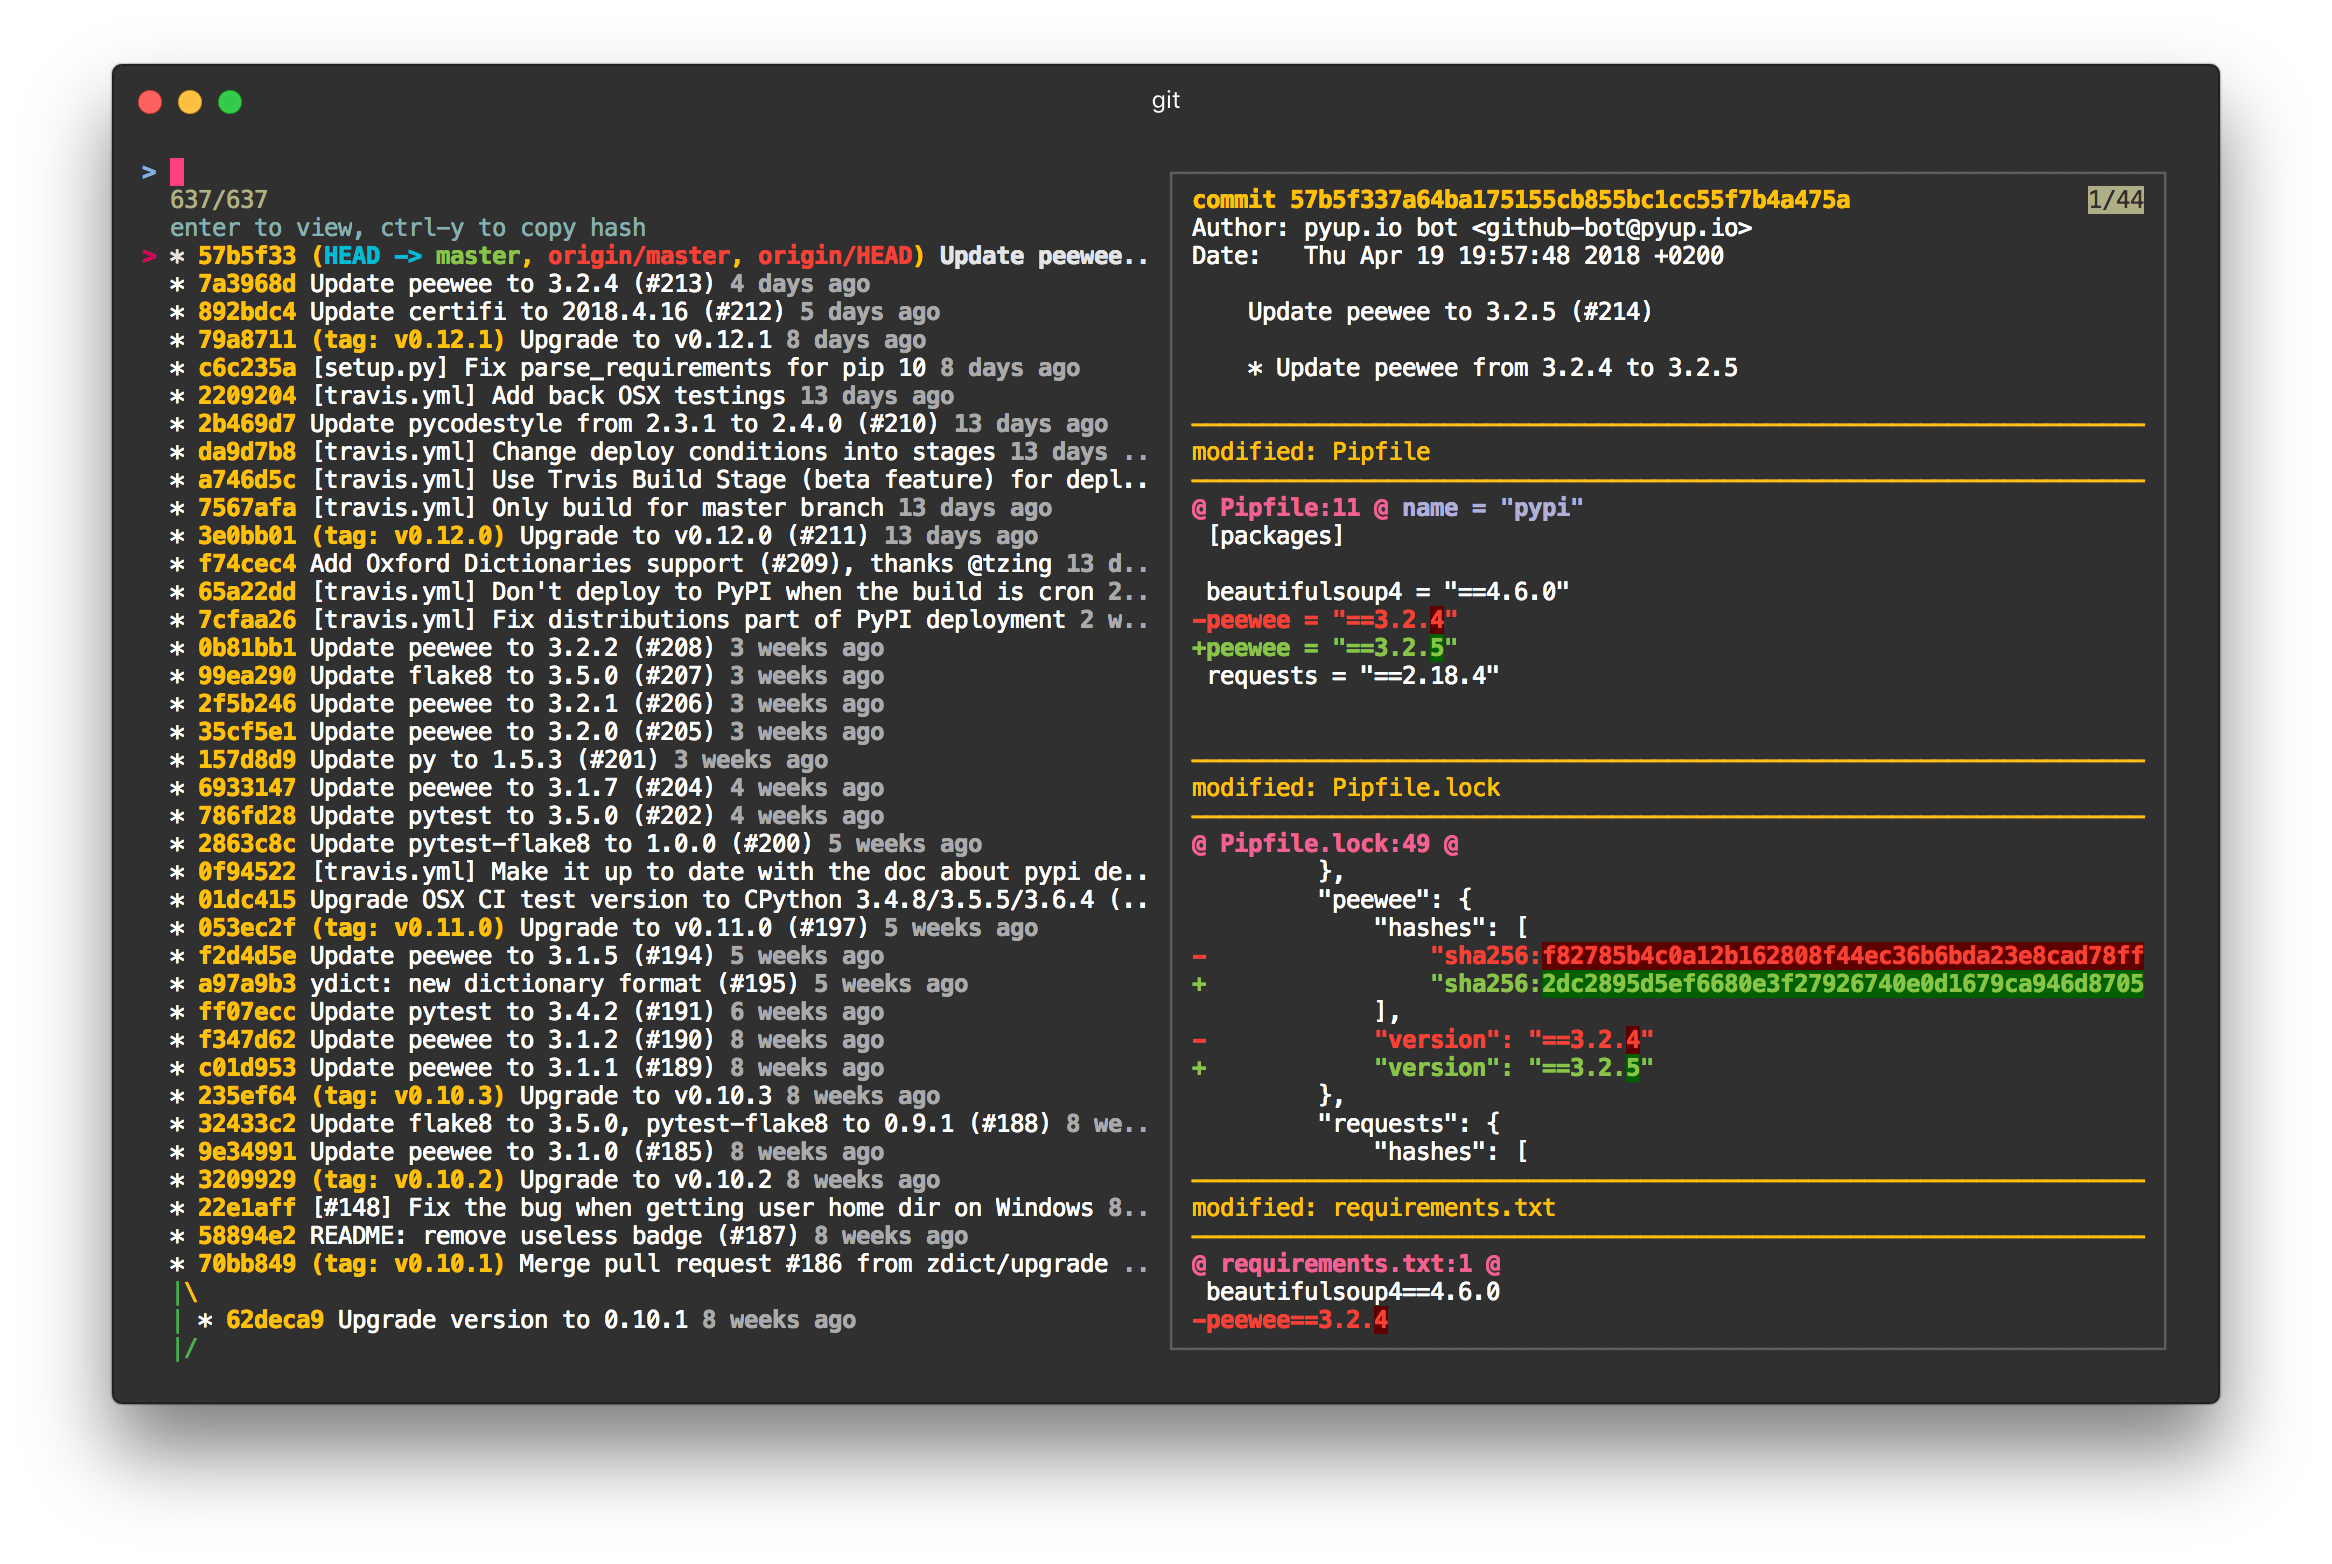 git
>
637/637
enter to view, ctrl-y to copy hash
> * 57b5f33 (HEAD -> master, origin/master, origin/HEAD) Update peewee..
* 7a3968d Update peewee to 3.2.4 (#213) 4 days ago
* 892bdc4 Update certifi to 2018.4.16 (#212) 5 days ago
* 79a8711 (tag: v0.12.1) Upgrade to v0.12.1 8 days ago
* c6c235a [setup.py] Fix parse_requirements for pip 10 8 days ago
* 2209204 [travis.yml] Add back OSX testings 13 days ago
* 2b469d7 Update pycodestyle from 2.3.1 to 2.4.0 (#210) 13 days ago
* da9d7b8 [travis.yml] Change deploy conditions into stages 13 days ..
* a746d5c [travis.yml] Use Trvis Build Stage (beta feature) for depl..
* 7567afa [travis.yml] Only build for master branch 13 days ago
* 3e0bb01 (tag: v0.12.0) Upgrade to v0.12.0 (#211) 13 days ago
* f74cec4 Add Oxford Dictionaries support (#209), thanks @tzing 13 d..
* 65a22dd [travis.yml] Don't deploy to PyPI when the build is cron 2..
* 7cfaa26 [travis.yml] Fix distributions part of PyPI deployment 2 w..
* 0b81bb1 Update peewee to 3.2.2 (#208) 3 weeks ago
* 99ea290 Update flake8 to 3.5.0 (#207) 3 weeks ago
* 2f5b246 Update peewee to 3.2.1 (#206) 3 weeks ago
* 35cf5e1 Update peewee to 3.2.0 (#205) 3 weeks ago
* 157d8d9 Update py to 1.5.3 (#201) 3 weeks ago
* 6933147 Update peewee to 3.1.7 (#204) 4 weeks ago
* 786fd28 Update pytest to 3.5.0 (#202) 4 weeks ago
* 2863c8c Update pytest-flake8 to 1.0.0 (#200) 5 weeks ago
* 0f94522 [travis.yml] Make it up to date with the doc about pypi de..
* 01dc415 Upgrade OSX CI test version to CPython 3.4.8/3.5.5/3.6.4 (..
* 053ec2f (tag: v0.11.0) Upgrade to v0.11.0 (#197) 5 weeks ago
* f2d4d5e Update peewee to 3.1.5 (#194) 5 weeks ago
* a97a9b3 ydict: new dictionary format (#195) 5 weeks ago
* ff07ecc Update pytest to 3.4.2 (#191) 6 weeks ago
* f347d62 Update peewee to 3.1.2 (#190) 8 weeks ago
* c01d953 Update peewee to 3.1.1 (#189) 8 weeks ago
* 235ef64 (tag: v0.10.3) Upgrade to v0.10.3 8 weeks ago
* 32433c2 Update flake8 to 3.5.0, pytest-flake8 to 0.9.1 (#188) 8 we..
* 9e34991 Update peewee to 3.1.0 (#185) 8 weeks ago
* 3209929 (tag: v0.10.2) Upgrade to v0.10.2 8 weeks ago
* 22e1aff [#148] Fix the bug when getting user home dir on Windows 8..
* 58894e2 README: remove useless badge (#187) 8 weeks ago
* 70bb849 (tag: v0.10.1) Merge pull request #186 from zdict/upgrade ..
|\
| * 62deca9 Upgrade version to 0.10.1 8 weeks ago
|/
commit 57b5f337a64ba175155cb855bc1cc55f7b4a475a 1/44
Author: pyup.io bot <github-bot@pyup.io>
Date:   Thu Apr 19 19:57:48 2018 +0200
Update peewee to 3.2.5 (#214)
* Update peewee from 3.2.4 to 3.2.5
modified: Pipfile
@ Pipfile:11 @ name = "pypi"
[packages]
beautifulsoup4 = "==4.6.0"
-peewee = "==3.2.4"
+peewee = "==3.2.5"
requests = "==2.18.4"
modified: Pipfile.lock
@ Pipfile.lock:49 @
},
"peewee": {
"hashes": [
- "sha256:f82785b4c0a12b162808f44ec36b6bda23e8cad78ff
+ "sha256:2dc2895d5ef6680e3f27926740e0d1679ca946d8705
],
- "version": "==3.2.4"
+ "version": "==3.2.5"
},
"requests": {
"hashes": [
modified: requirements.txt
@ requirements.txt:1 @
beautifulsoup4==4.6.0
-peewee==3.2.4